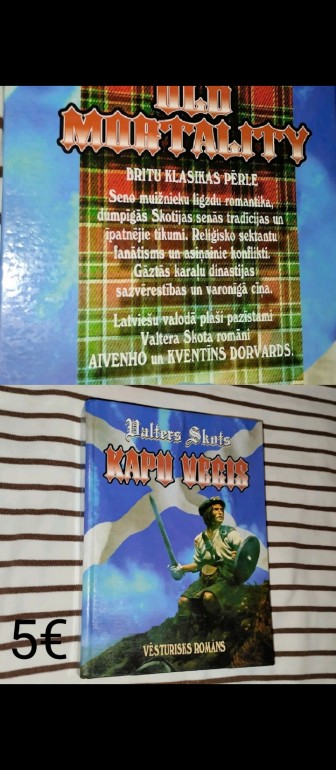 OLD
MORTALITY
BRITU KLASIKAS PĒRLE
Seno muižnieku ligzdu romantika,
dumpīgās Skotijas senās tradīcijas un
īpatnējie tikumi. Reliģisko sektantu
fanātisms un asiņainie konflikti.
Gāztās karaļu dinastijas
sazvērestības un varonīgā cīņa.
Latviešu valodā plaši pazīstami
Valtera Skota romāni
AIVENHO un KVENTINS DORVARDS.
Valters Skots
KAPU VECIS
VĒSTURISKS ROMĀNS
5€